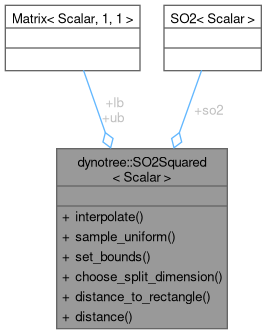 Matrix< Scalar, 1, 1 >
SO2< Scalar >
+lb
+ub
+so2
dynotree::SO2Squared
< Scalar >
+ interpolate()
+ sample_uniform()
+ set_bounds()
+ choose_split_dimension()
+ distance_to_rectangle()
+ distance()